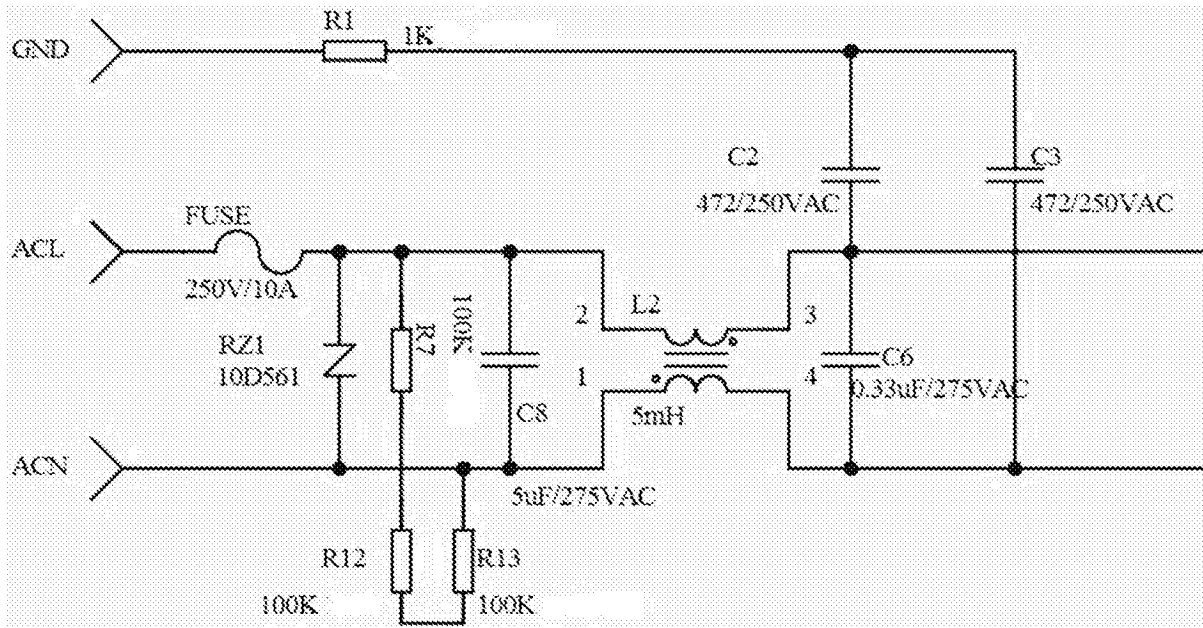 R1
GND
1K
C2
C3
472/250VAC
472/250VAC
FUSE
ACL
250V/10A
100K
R7
2
L2
3
RZ1
10D561
1
4
C6
0.33uF/275VAC
C8
5mH
ACN
5uF/275VAC
R12
R13
100K
100K